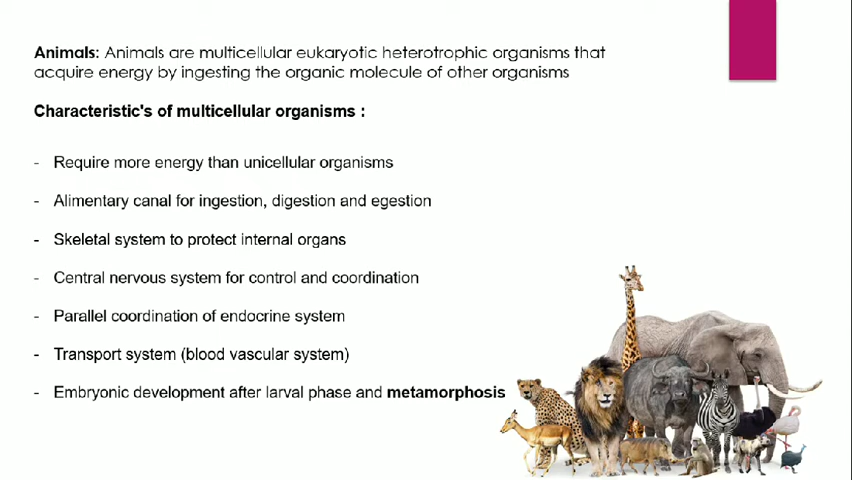 Animals: Animals are multicellular eukaryotic heterotrophic organisms that
acquire energy by ingesting the organic molecule of other organisms
Characteristic's of multicellular organisms :
- Require more energy than unicellular organisms
- Alimentary canal for ingestion, digestion and egestion
- Skeletal system to protect internal organs
- Central nervous system for control and coordination
- Parallel coordination of endocrine system
- Transport system (blood vascular system)
- Embryonic development after larval phase and metamorphosis